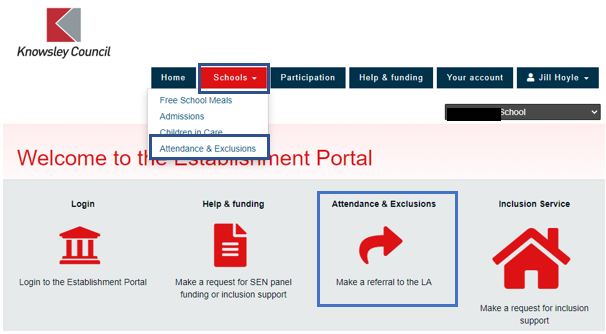 Knowsley Council
Home Schools Participation Help & funding Your account Jill Hoyle
Free School Meals
Admissions
Children in Care
Attendance & Exclusions
School
Welcome to the Establishment Portal
Login
Login to the Establishment Portal
Help & funding
Make a request for SEN panel
funding or inclusion support
Attendance & Exclusions
Make a referral to the LA
Inclusion Service
Make a request for inclusion
support